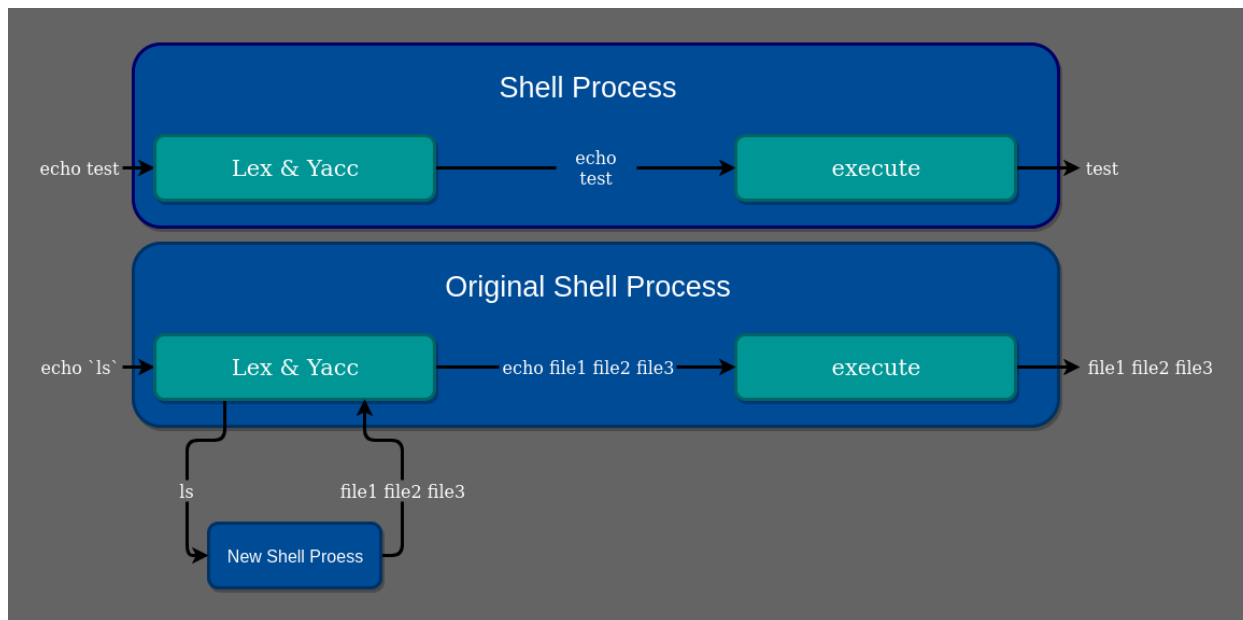 Shell Process
echo test
Lex & Yacc
echo
test
execute
test
Original Shell Process
echo `ls`
Lex & Yacc
echo file1 file2 file3
execute
file1 file2 file3
ls
file1 file2 file3
New Shell Proess